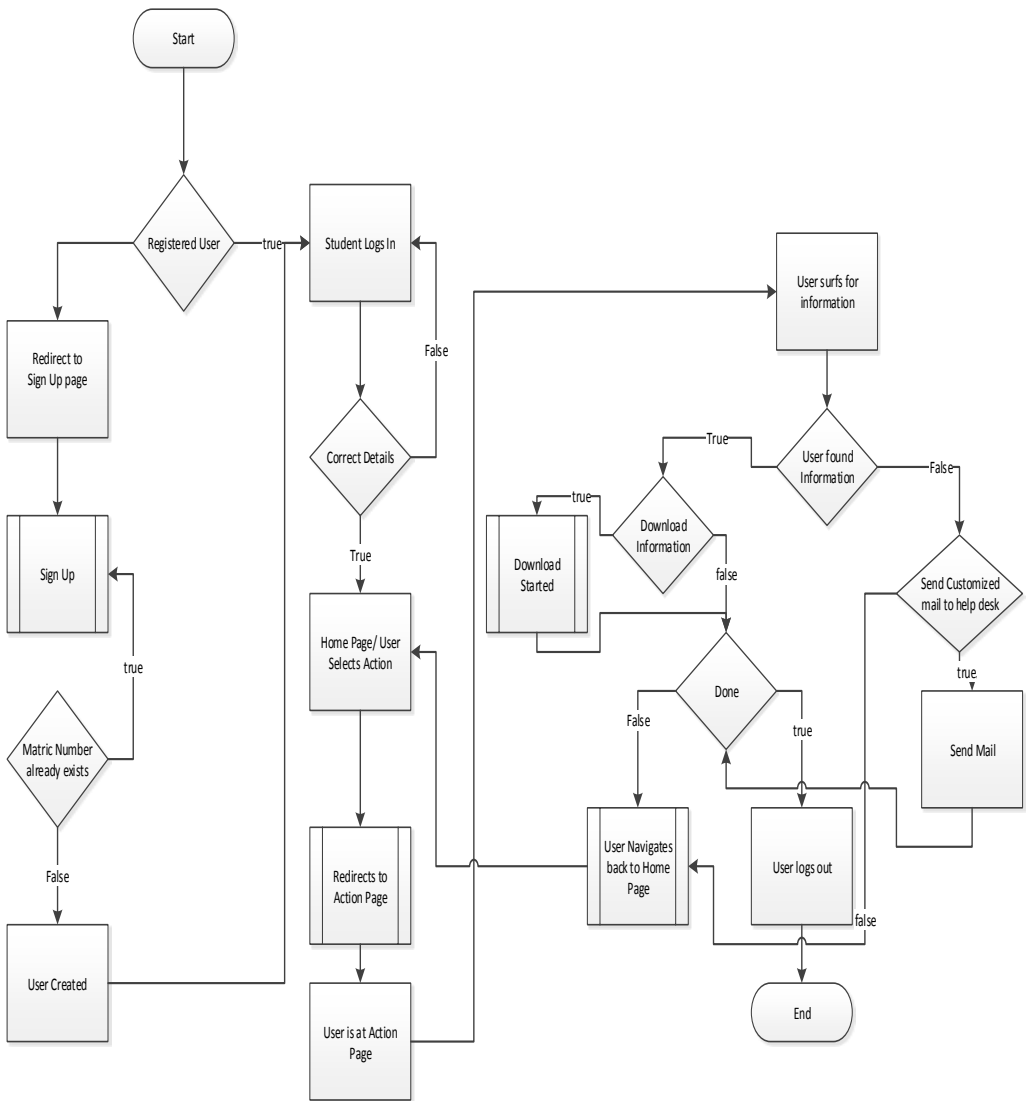 Start
Registered User
true
Student Logs In
False
Redirect to
Sign Up page
Correct Details
True
Sign Up
true
Matric Number
already exists
False
User Created
Home Page/ User
Selects Action
Redirects to
Action Page
User is at Action
Page
User surfs for
information
User found
Information
True
False
Download
Information
true
false
Download
Started
Send Customized
mail to help desk
true
Send Mail
false
Done
False
true
User Navigates
back to Home
Page
User logs out
End